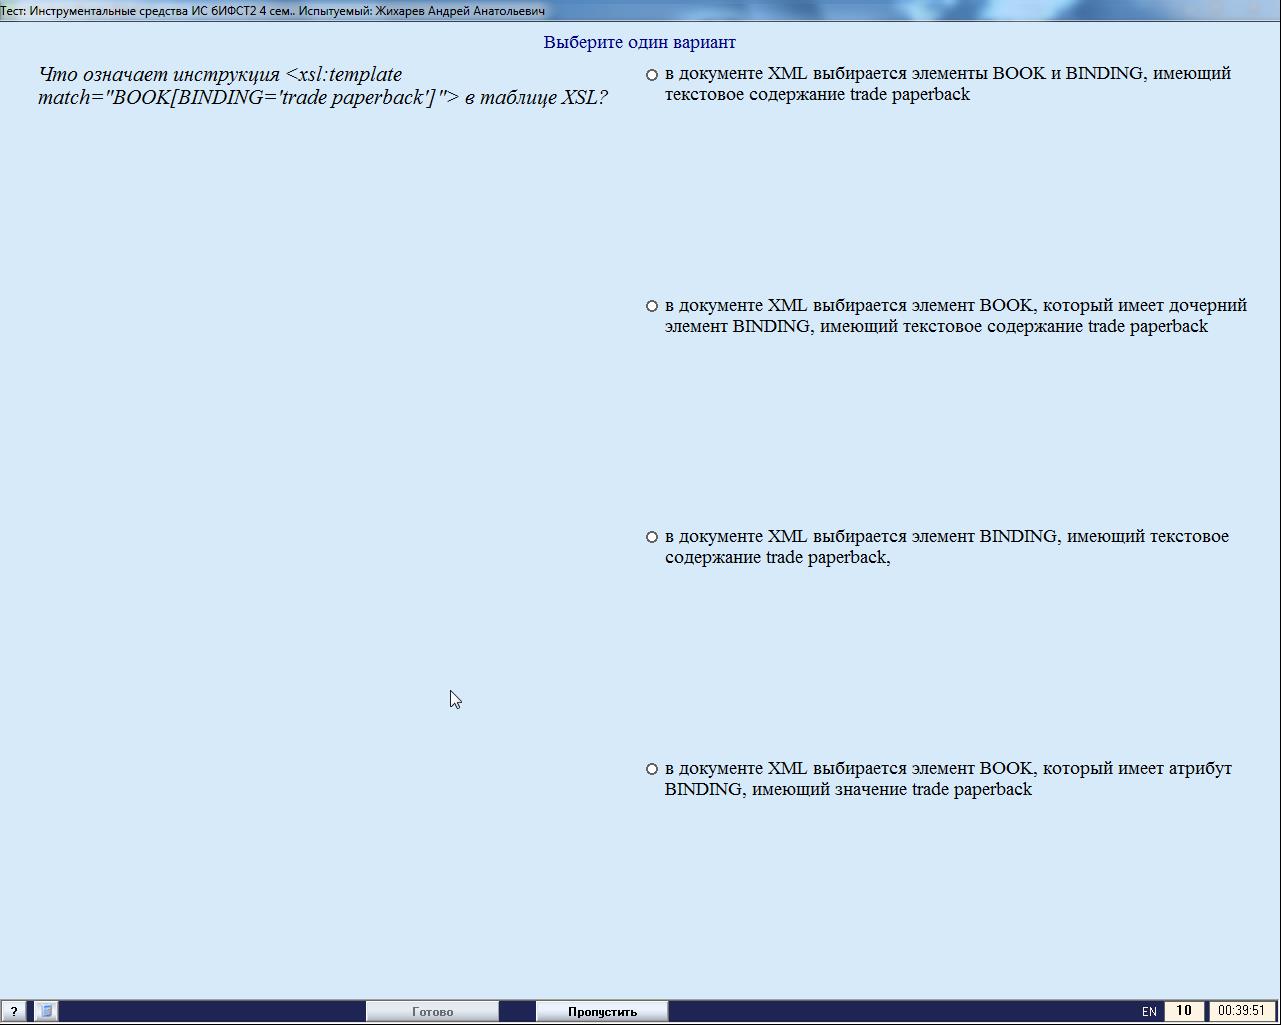 Тест: Инструментальные средства ИС бИФСТ2 4 сем.. Испытуемый: Жихарев Андрей Анатольевич
Выберите один вариант
Что означает инструкция <xsl:template
match="BOOK[BINDING='trade paperback']"> в таблице XSL?
в документе XML выбирается элементы BOOK и BINDING, имеющий
текстовое содержание trade paperback
в документе XML выбирается элемент BOOK, который имеет дочерний
элемент BINDING, имеющий текстовое содержание trade paperback
в документе XML выбирается элемент BINDING, имеющий текстовое
содержание trade paperback,
в документе XML выбирается элемент BOOK, который имеет атрибут
BINDING, имеющий значение trade paperback
? Готово Пропустить EN 10 00:39:51